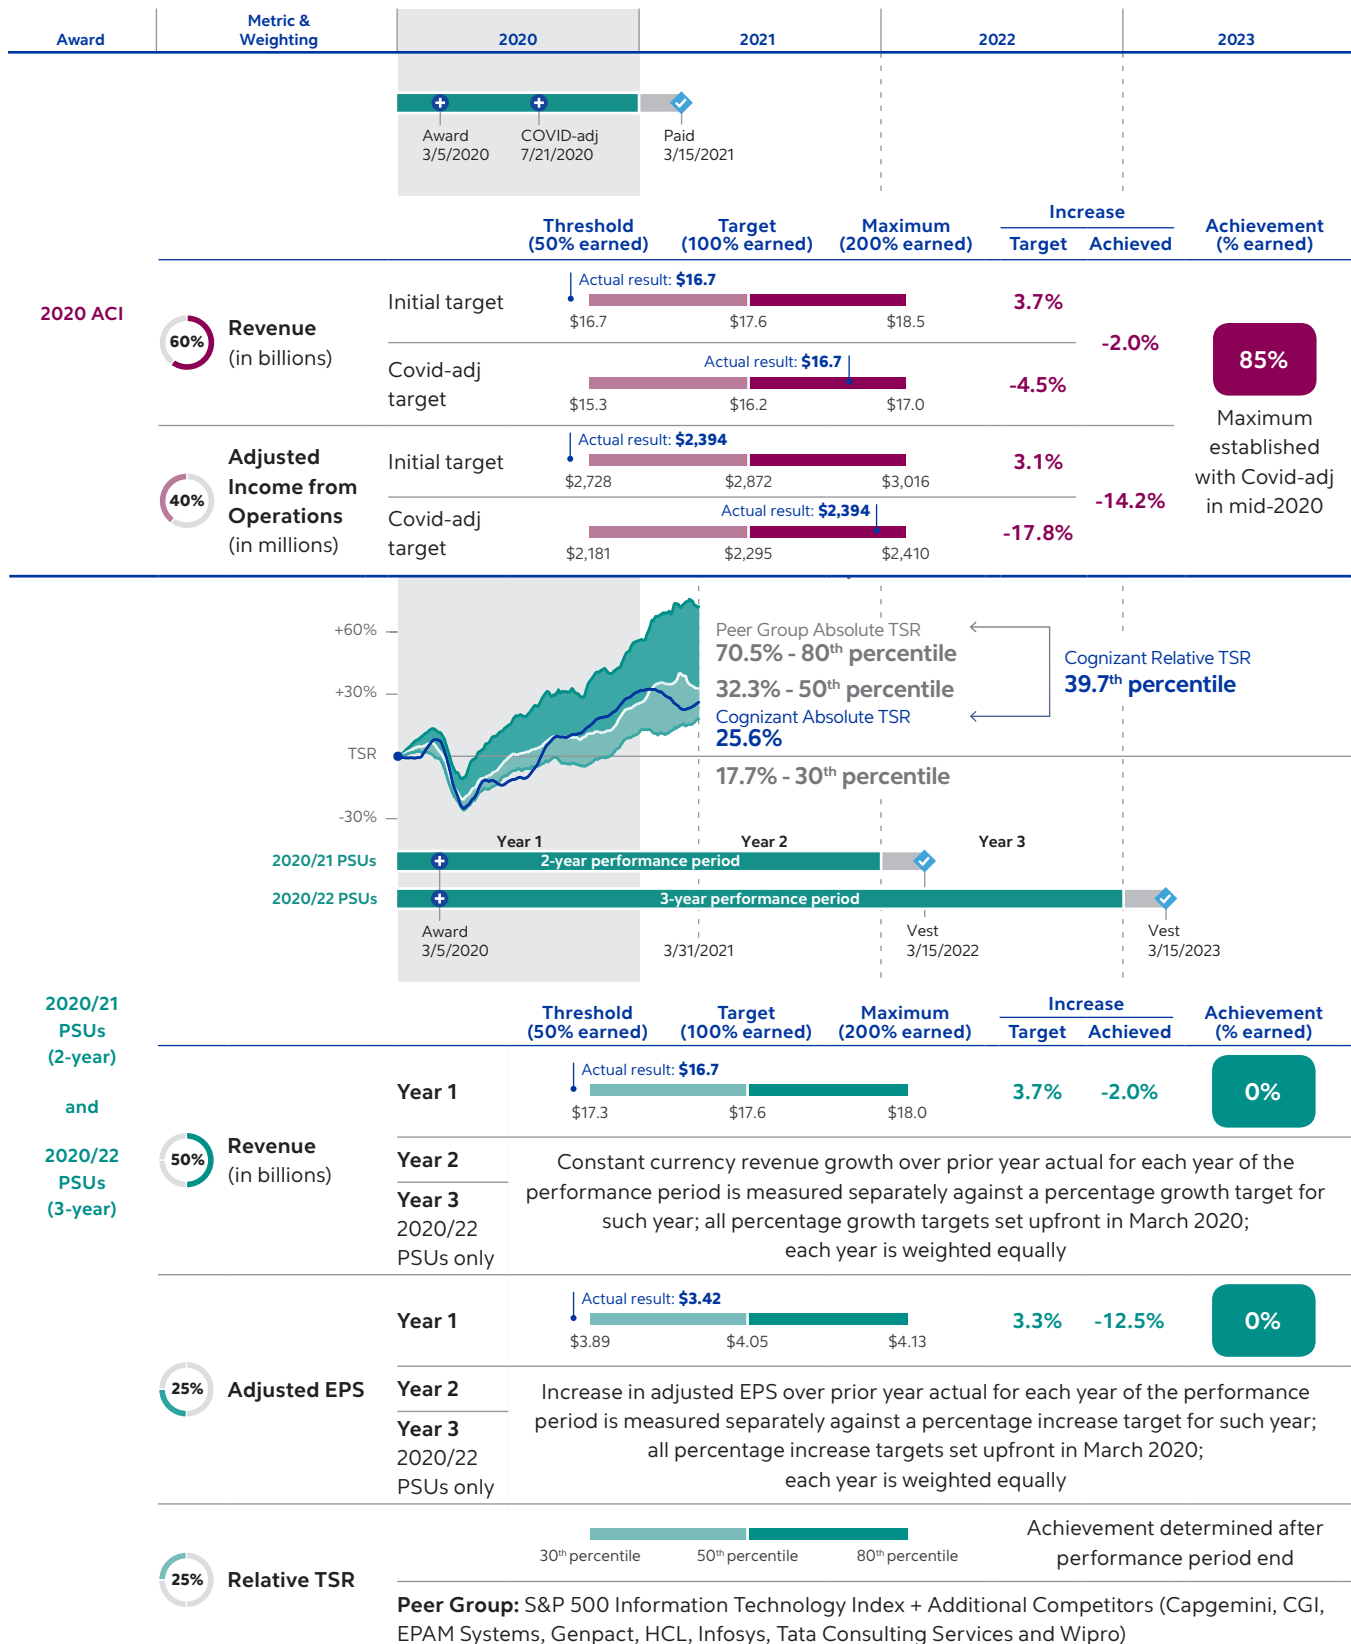 Award
Metric &
Weighting
2020
2021
2022
2023
Award
3/5/2020
COVID-adj
7/21/2020
Paid
3/15/2021
Threshold
(50% earned)
Target
(100% earned)
Maximum
(200% earned)
Increase
Target
Achieved
Achievement
(% earned)
2020 ACI
60%
Revenue
(in billions)
Initial target
Actual result: $16.7
$16.7
$17.6
$18.5
3.7%
-2.0%
Covid-adj
target
Actual result: $16.7
$15.3
$16.2
$17.0
-4.5%
85%
Maximum
established
with Covid-adj
in mid-2020
40%
Adjusted
Income from
Operations
(in millions)
Initial target
Actual result: $2,394
$2,728
$2,872
$3,016
3.1%
-14.2%
Covid-adj
target
Actual result: $2,394
$2,181
$2,295
$2,410
-17.8%
+60%
+30%
TSR
-30%
Peer Group Absolute TSR
70.5% - 80th percentile
32.3% - 50th percentile
Cognizant Absolute TSR
25.6%
17.7% - 30th percentile
Cognizant Relative TSR
39.7th percentile
Year 1
Year 2
Year 3
2020/21 PSUs
2-year performance period
2020/22 PSUs
3-year performance period
Award
3/5/2020
3/31/2021
Vest
3/15/2022
Vest
3/15/2023
2020/21
PSUs
(2-year)
and
2020/22
PSUs
(3-year)
Threshold
(50% earned)
Target
(100% earned)
Maximum
(200% earned)
Increase
Target
Achieved
Achievement
(% earned)
50%
Revenue
(in billions)
Year 1
Actual result: $16.7
$17.3
$17.6
$18.0
3.7%
-2.0%
0%
Year 2
Year 3
2020/22
PSUs only
Constant currency revenue growth over prior year actual for each year of the
performance period is measured separately against a percentage growth target for
such year; all percentage growth targets set upfront in March 2020;
each year is weighted equally
25%
Adjusted EPS
Year 1
Actual result: $3.42
$3.89
$4.05
$4.13
3.3%
-12.5%
0%
Year 2
Year 3
2020/22
PSUs only
Increase in adjusted EPS over prior year actual for each year of the performance
period is measured separately against a percentage increase target for such year;
all percentage increase targets set upfront in March 2020;
each year is weighted equally
25%
Relative TSR
30th percentile
50th percentile
80th percentile
Achievement determined after
performance period end
Peer Group: S&P 500 Information Technology Index + Additional Competitors (Capgemini, CGI,
EPAM Systems, Genpact, HCL, Infosys, Tata Consulting Services and Wipro)